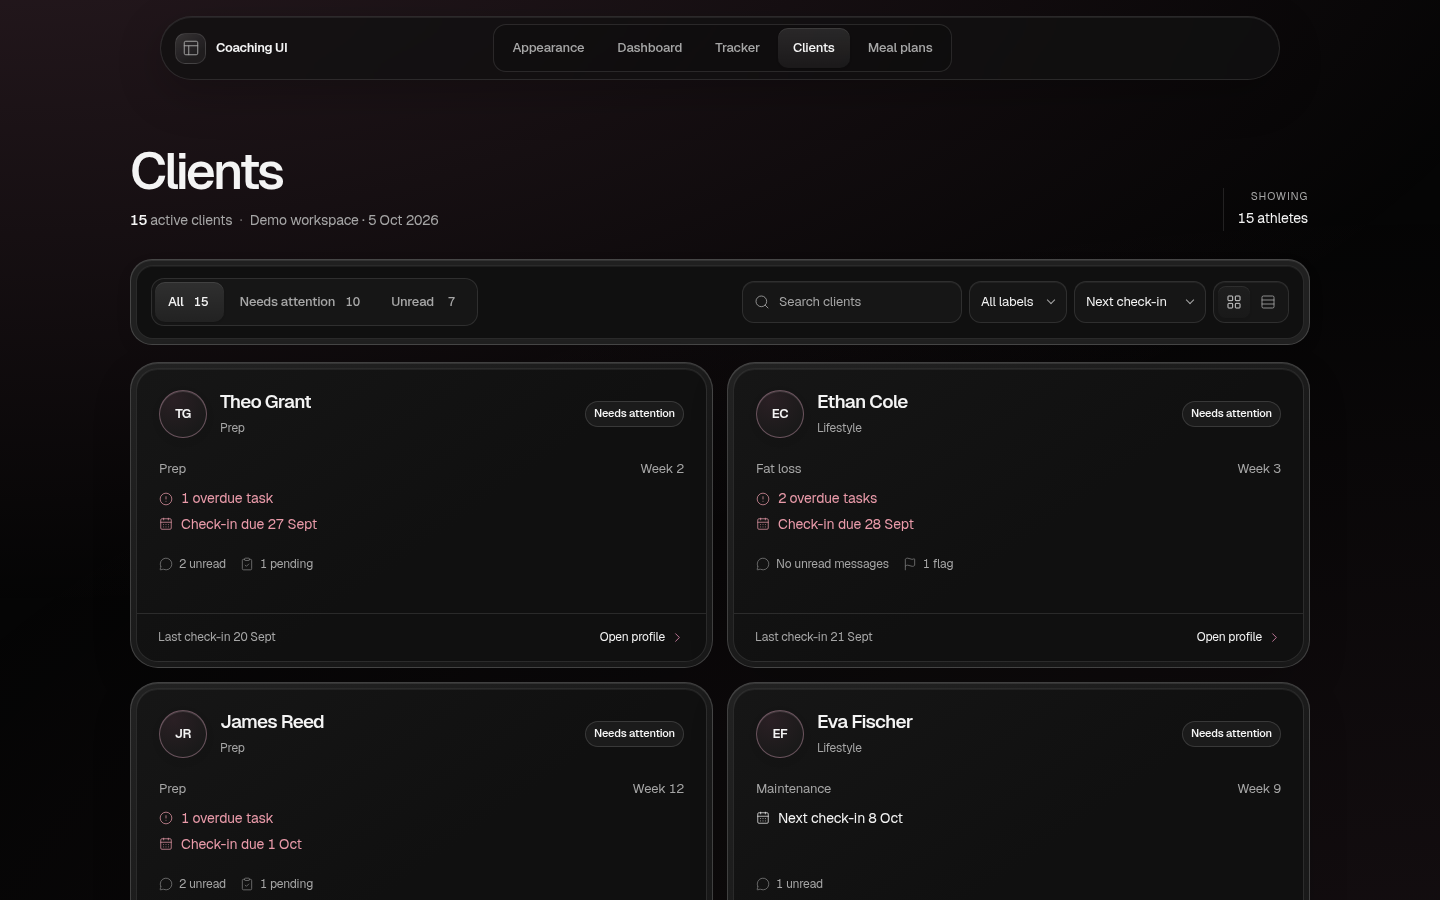 Coaching UI
Appearance Dashboard Tracker Clients Meal plans
Clients
15 active clients · Demo workspace · 5 Oct 2026
SHOWING
15 athletes
All 15 Needs attention 10 Unread 7
Search clients
All labels
Next check-in
TG
Theo Grant
Prep
Needs attention
Prep
Week 2
1 overdue task
Check-in due 27 Sept
2 unread
1 pending
Last check-in 20 Sept
Open profile
EC
Ethan Cole
Lifestyle
Needs attention
Fat loss
Week 3
2 overdue tasks
Check-in due 28 Sept
No unread messages
1 flag
Last check-in 21 Sept
Open profile
JR
James Reed
Prep
Needs attention
Prep
Week 12
1 overdue task
Check-in due 1 Oct
2 unread
1 pending
EF
Eva Fischer
Lifestyle
Needs attention
Maintenance
Week 9
Next check-in 8 Oct
1 unread